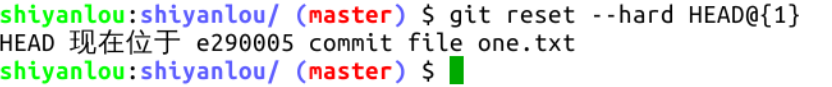 shiyanlou:shiyanlou/ (master) $ git reset --hard HEAD@{1}
HEAD 现在位于 e290005 commit file one.txt
shiyanlou:shiyanlou/ (master) $